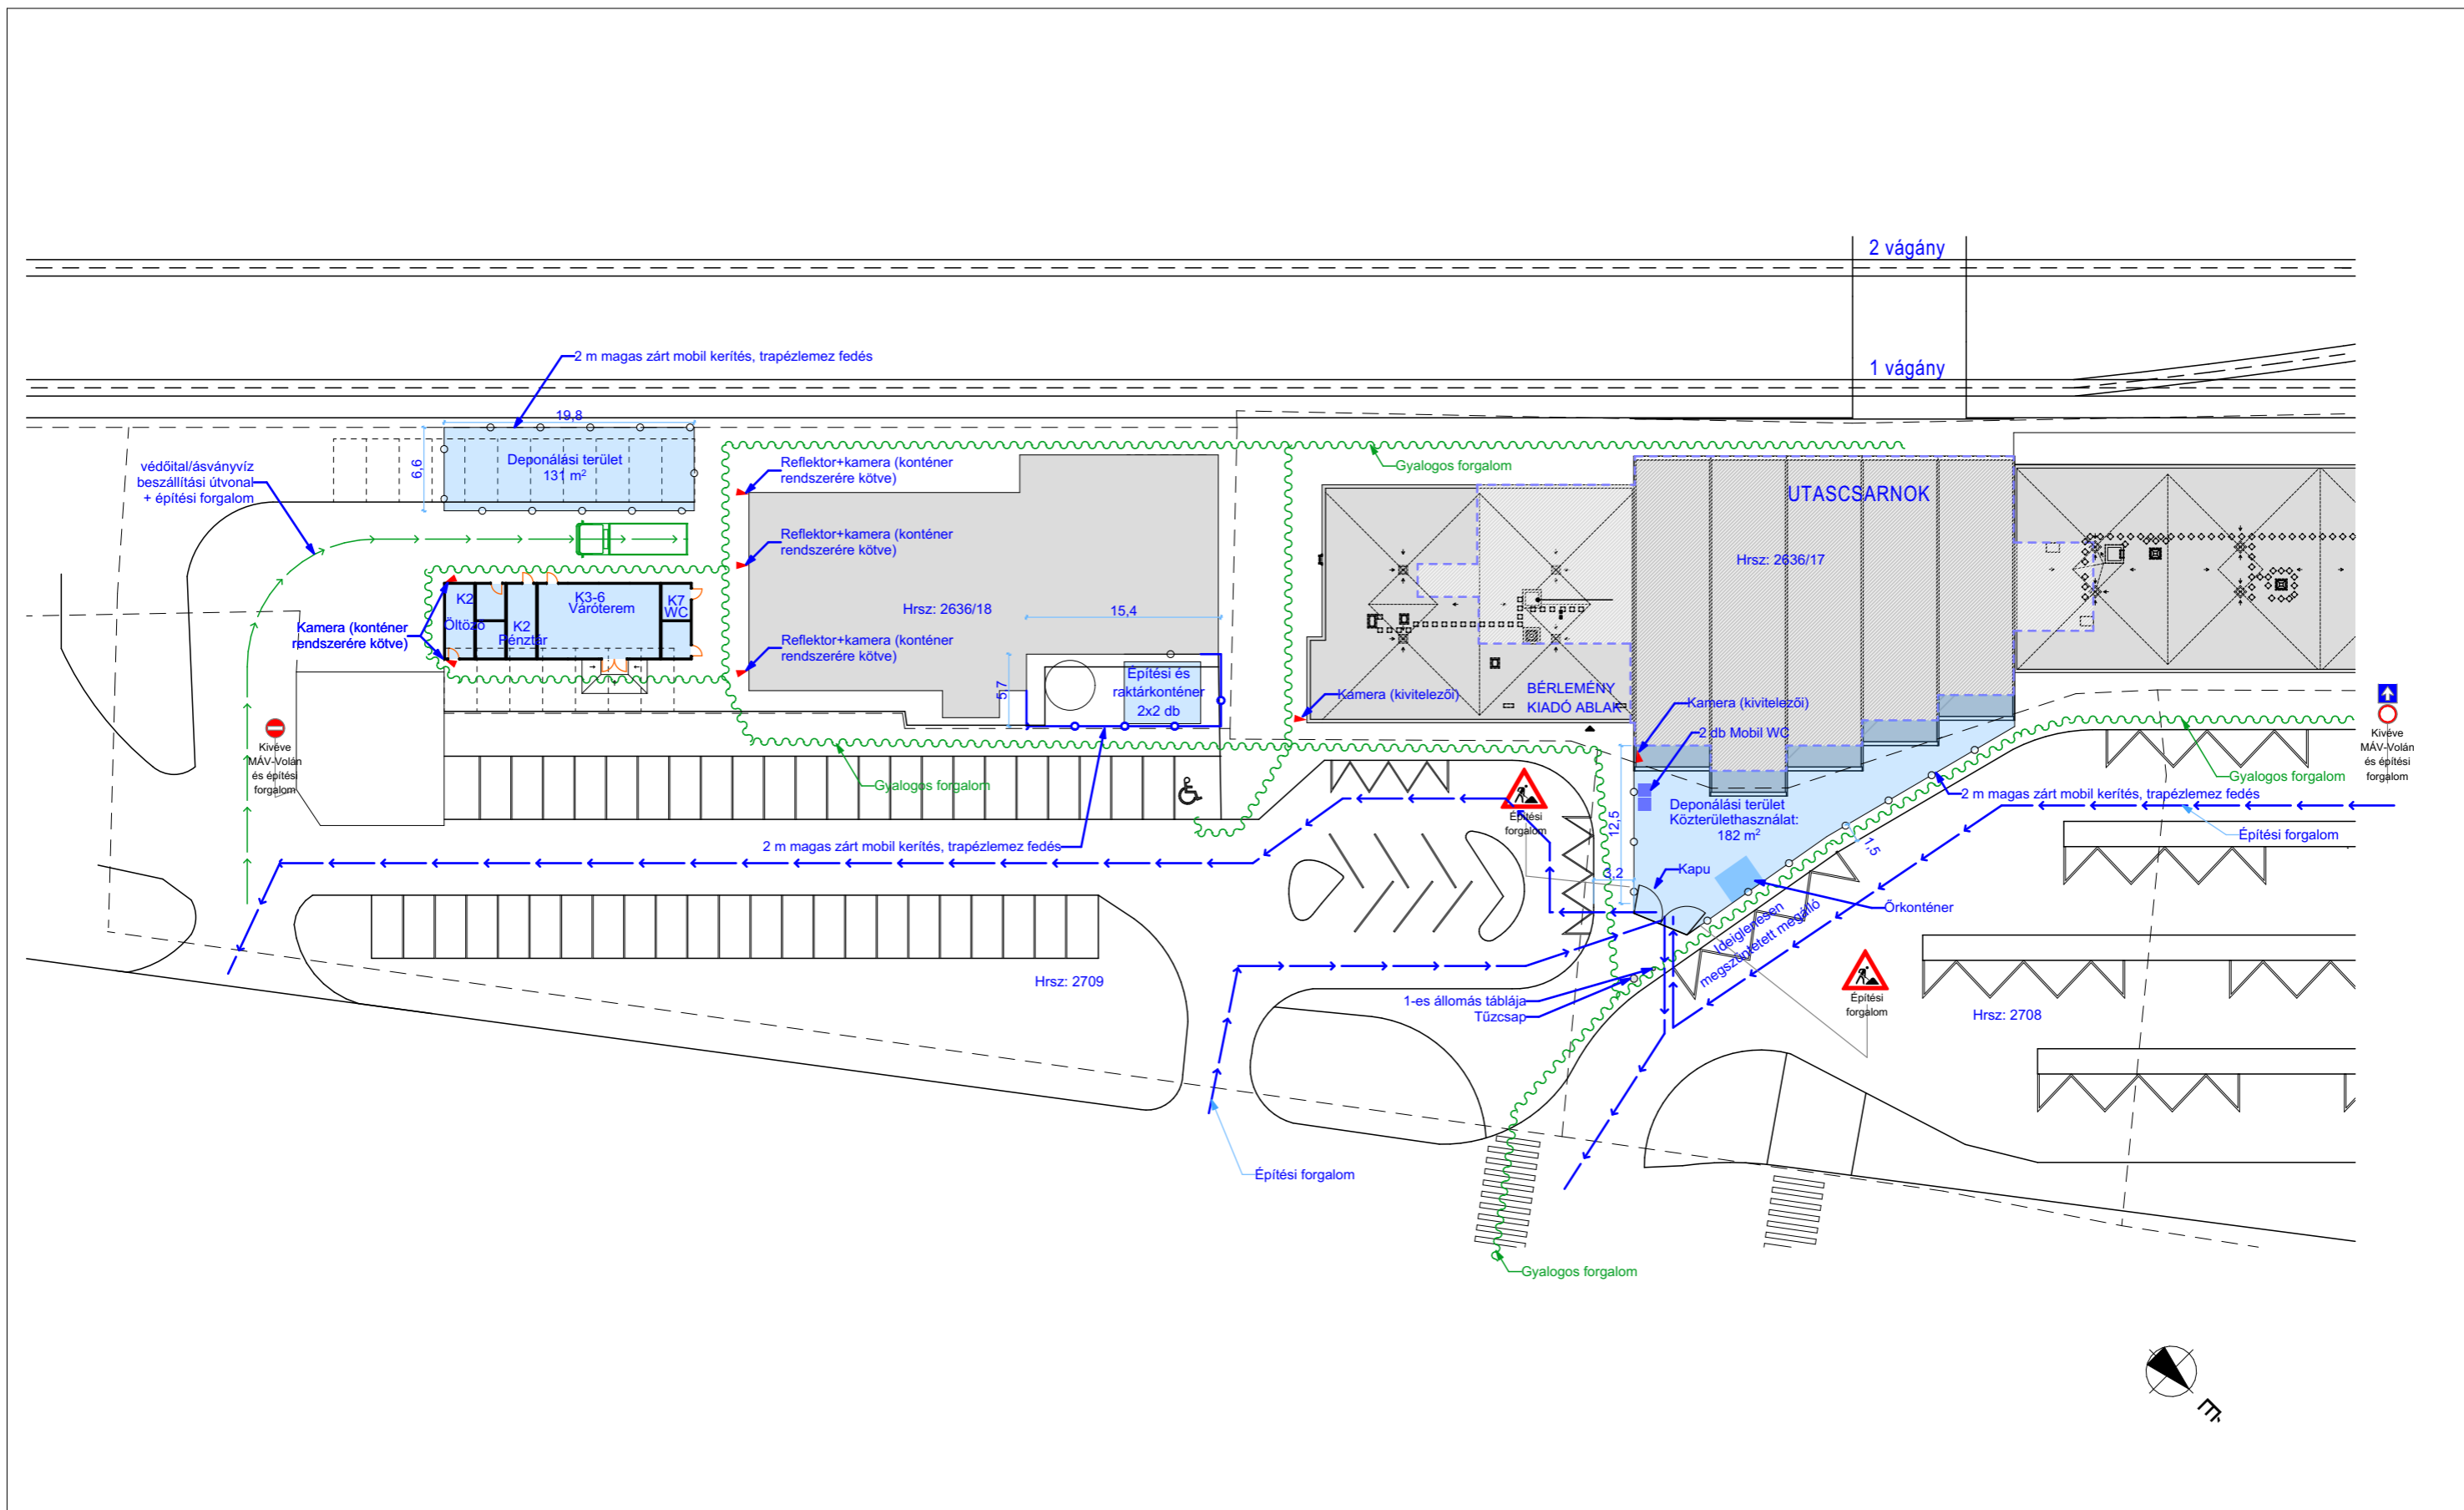 2 vágány
1 vágány
2 m magas zárt mobil kerítés, trapézlemez fedés
19,8
6,6
Deponálási terület
131 m²
védőital/ásványvíz
beszállítási útvonal
+ építési forgalom
Reflektor+kamera (konténer
rendszerére kötve)
Reflektor+kamera (konténer
rendszerére kötve)
Reflektor+kamera (konténer
rendszerére kötve)
Gyalogos forgalom
UTASCSARNOK
Hrsz: 2636/17
Hrsz: 2636/18
K2
Öltöző
K2
Pénztár
K3-6
Váróterem
K7
WC
Kamera (konténer
rendszerére kötve)
15,4
5,7
Építési és
raktárkonténer
2x2 db
Kamera (kivitelezői)
BÉRLEMÉNY
KIADÓ ABLAK
Kamera (kivitelezői)
2 db Mobil WC
Kivéve
MÁV-Volán
és építési
forgalom
Kivéve
MÁV-Volán
és építési
forgalom
Gyalogos forgalom
Gyalogos forgalom
2 m magas zárt mobil kerítés, trapézlemez fedés
Építési
forgalom
Deponálási terület
Közterülethasználat:
182 m²
12,5
3,2
1,5
Építési forgalom
2 m magas zárt mobil kerítés, trapézlemez fedés
Kapu
Őrkonténer
Ideiglenesen
megszüntetett megálló
Hrsz: 2709
1-es állomás táblája
Tűzcsap
Építési
forgalom
Hrsz: 2708
Építési forgalom
Gyalogos forgalom
É